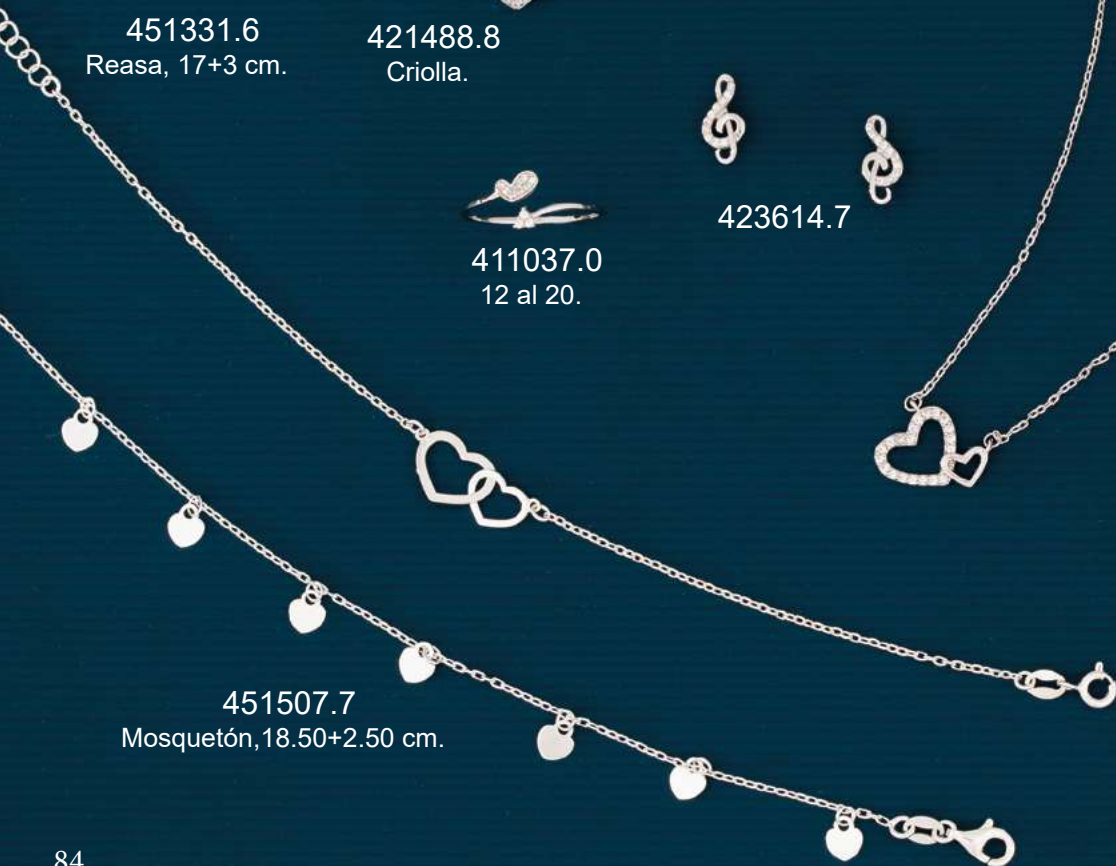 451331.6
Reasa, 17+3 cm.
421488.8
Criolla.
423614.7
411037.0
12 al 20.
451507.7
Mosquetón,18.50+2.50 cm.
84